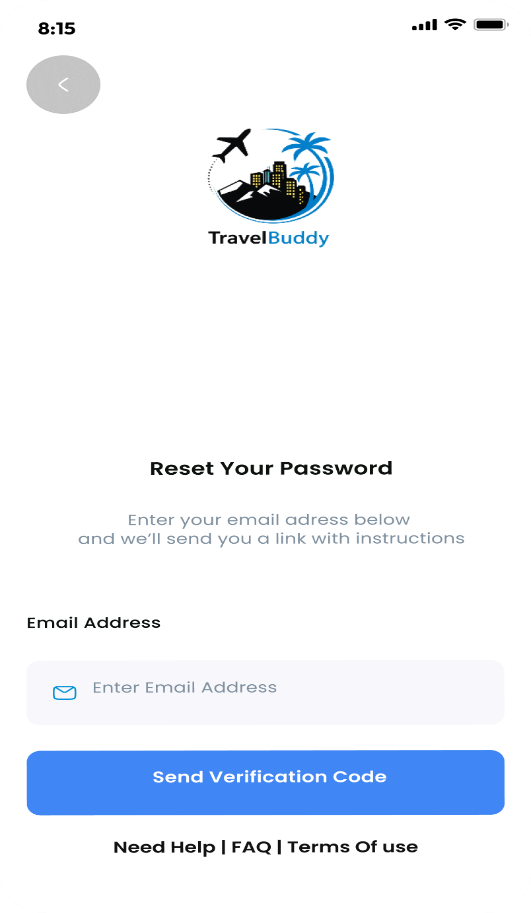 8:15
TravelBuddy
Reset Your Password
Enter your email adress below
and we'll send you a link with instructions
Email Address
Enter Email Address
Send Verification Code
Need Help | FAQ | Terms Of use